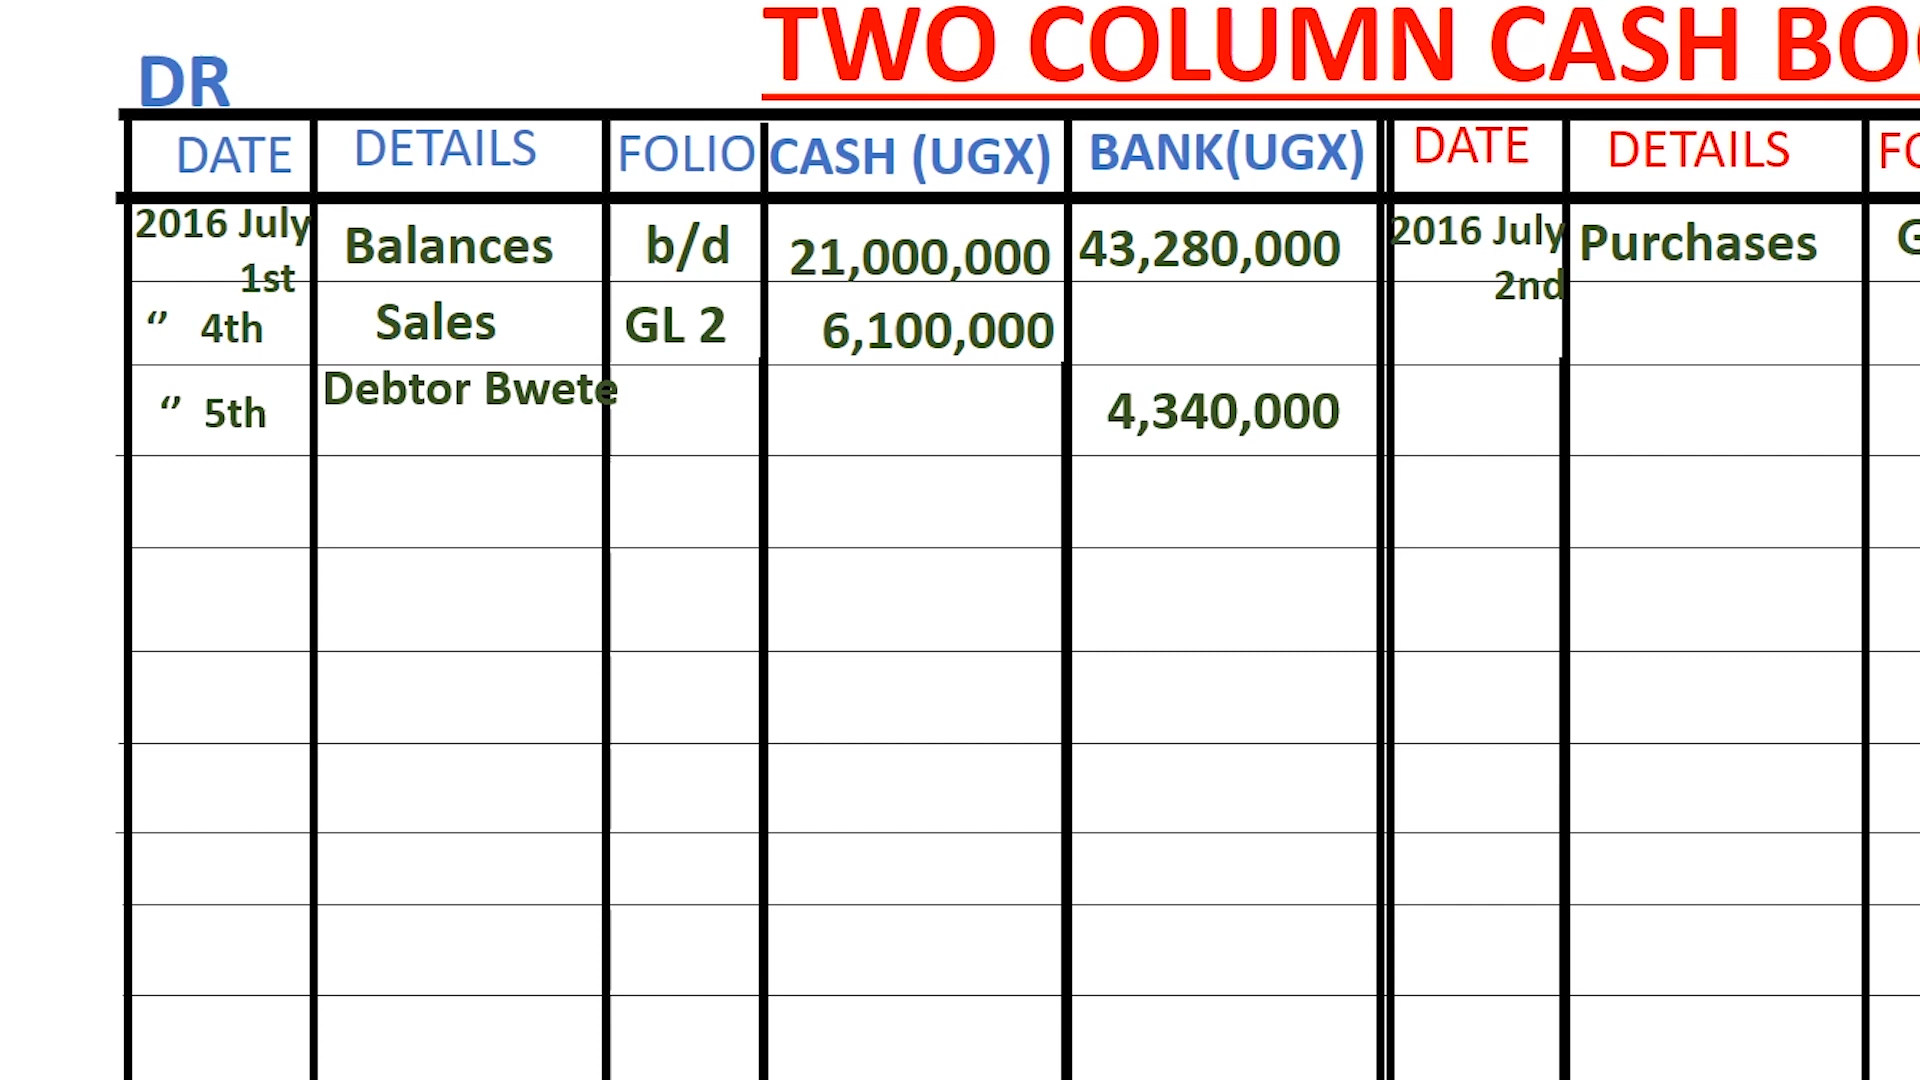 TWO COLUMN CASH BOO
DR
DATE DETAILS FOLIO CASH (UGX) BANK(UGX) DATE DETAILS FO
2016 July Balances b/d 21,000,000 43,280,000 2016 July Purchases G
1st 2nd
“ 4th Sales GL 2 6,100,000
“ 5th Debtor Bwete 4,340,000